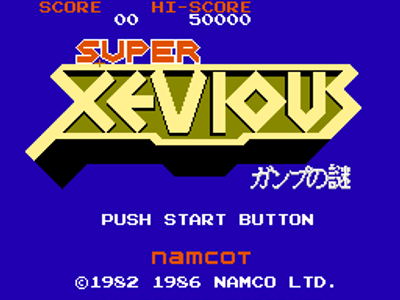 SCORE HI-SCORE
00 50000
SUPER
XEVIOUS
ガンプの謎
PUSH START BUTTON
namcot
©1982 1986 NAMCO LTD.